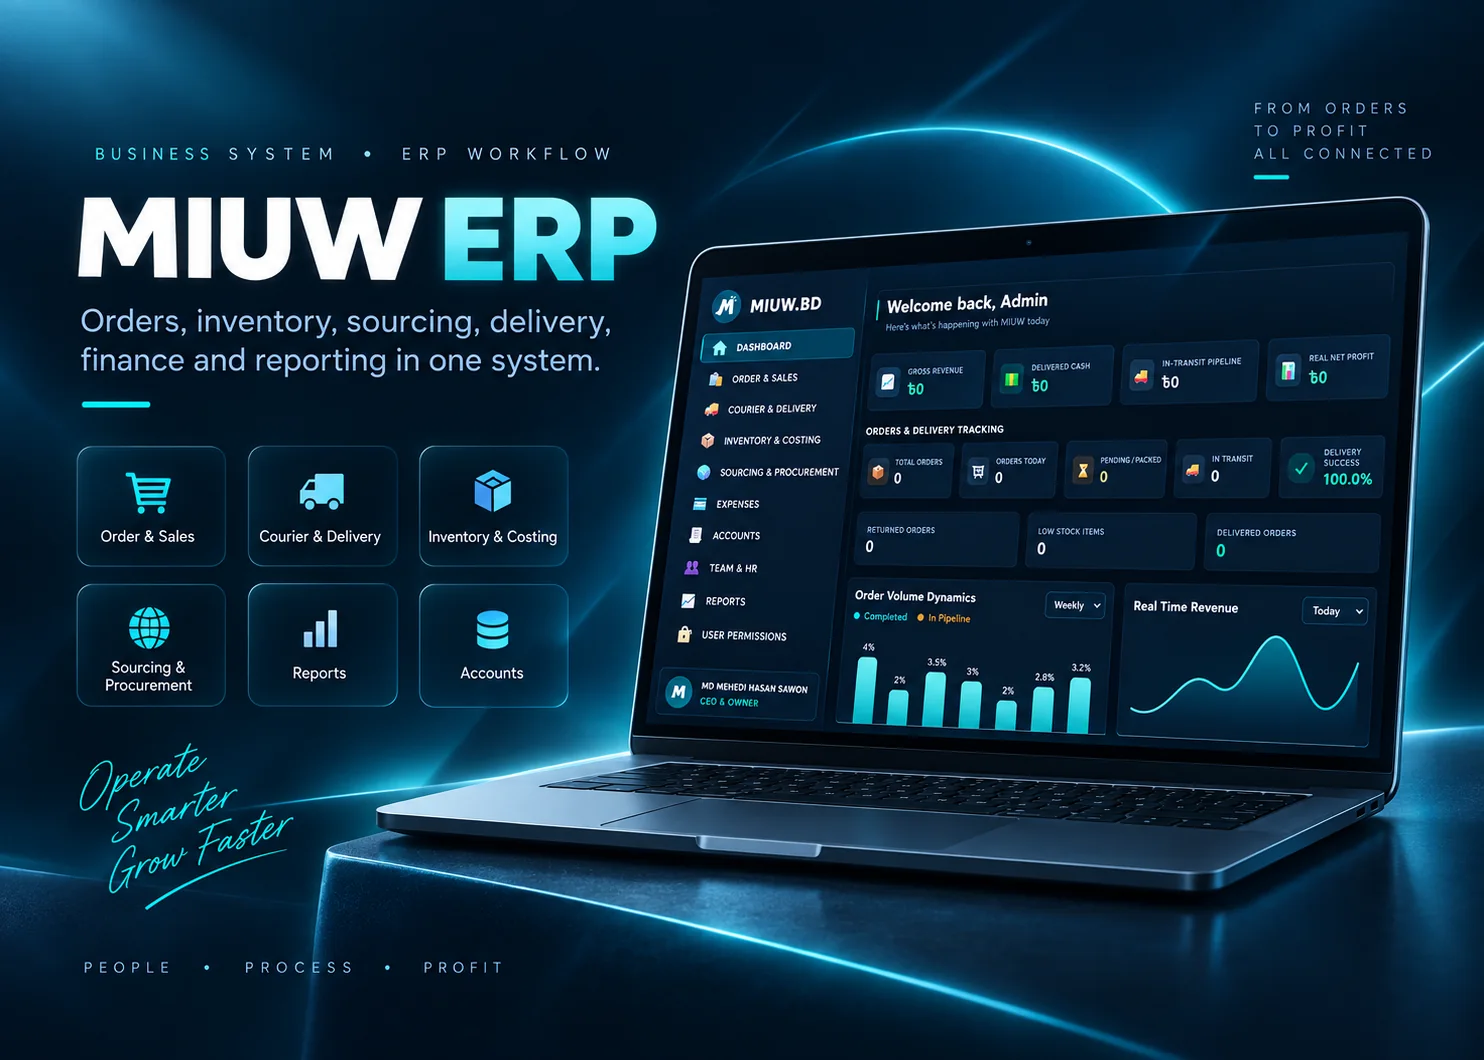 BUSINESS SYSTEM • ERP WORKFLOW
FROM ORDERS
TO PROFIT
ALL CONNECTED
MIUW ERP
Orders, inventory, sourcing, delivery,
finance and reporting in one system.
Order & Sales
Courier & Delivery
Inventory & Costing
Sourcing &
Procurement
Reports
Accounts
Operate
Smarter
Grow Faster
PEOPLE • PROCESS • PROFIT
M MIUW.BD
DASHBOARD
ORDER & SALES
COURIER & DELIVERY
INVENTORY & COSTING
SOURCING & PROCUREMENT
EXPENSES
ACCOUNTS
TEAM & HR
REPORTS
USER PERMISSIONS
M
MD MEHEDI HASAN SAWON
CEO & OWNER
Welcome back, Admin
Here's what's happening with MIUW today
GROSS REVENUE
৳0
DELIVERED CASH
৳0
IN-TRANSIT PIPELINE
৳0
REAL NET PROFIT
৳0
ORDERS & DELIVERY TRACKING
TOTAL ORDERS
0
ORDERS TODAY
0
PENDING / PACKED
0
IN TRANSIT
0
DELIVERY
SUCCESS
100.0%
RETURNED ORDERS
0
LOW STOCK ITEMS
0
DELIVERED ORDERS
0
Order Volume Dynamics
Weekly
Completed
In Pipeline
4%
2%
3.5%
3%
2%
2.8%
3.2%
Real Time Revenue
Today